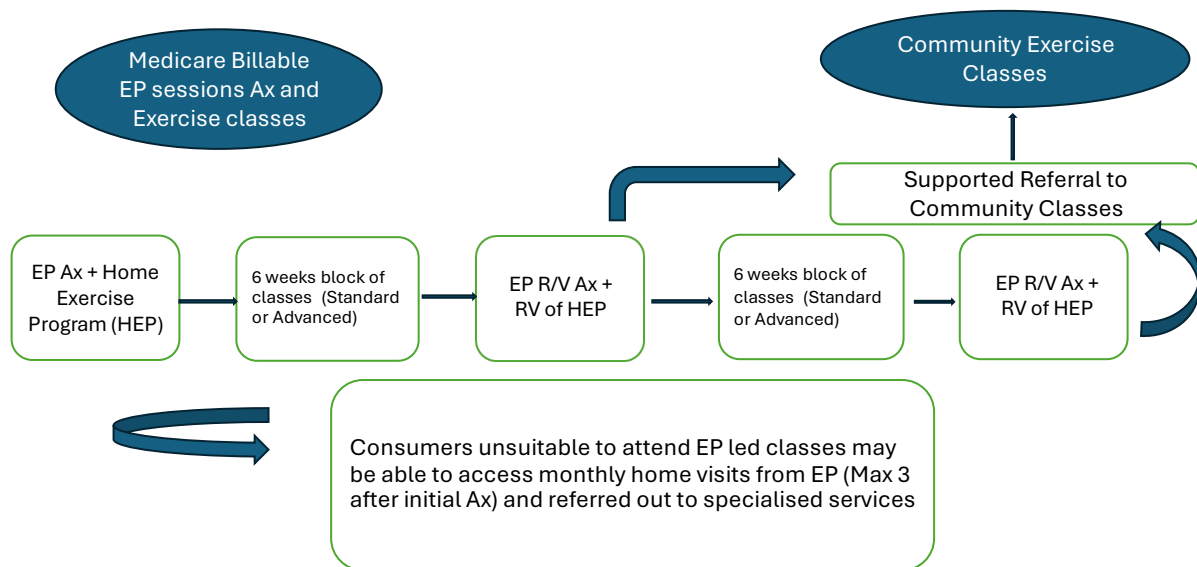 Medicare Billable
EP sessions Ax and
Exercise classes
Community Exercise
Classes
Supported Referral to
Community Classes
EP Ax + Home
Exercise
Program (HEP)
6 weeks block of
classes  (Standard
or Advanced)
EP R/V Ax +
RV of HEP
6 weeks block of
classes  (Standard
or Advanced)
EP R/V Ax +
RV of HEP
Consumers unsuitable to attend EP led classes may
be able to access monthly home visits from EP (Max 3
after initial Ax) and referred out to specialised services